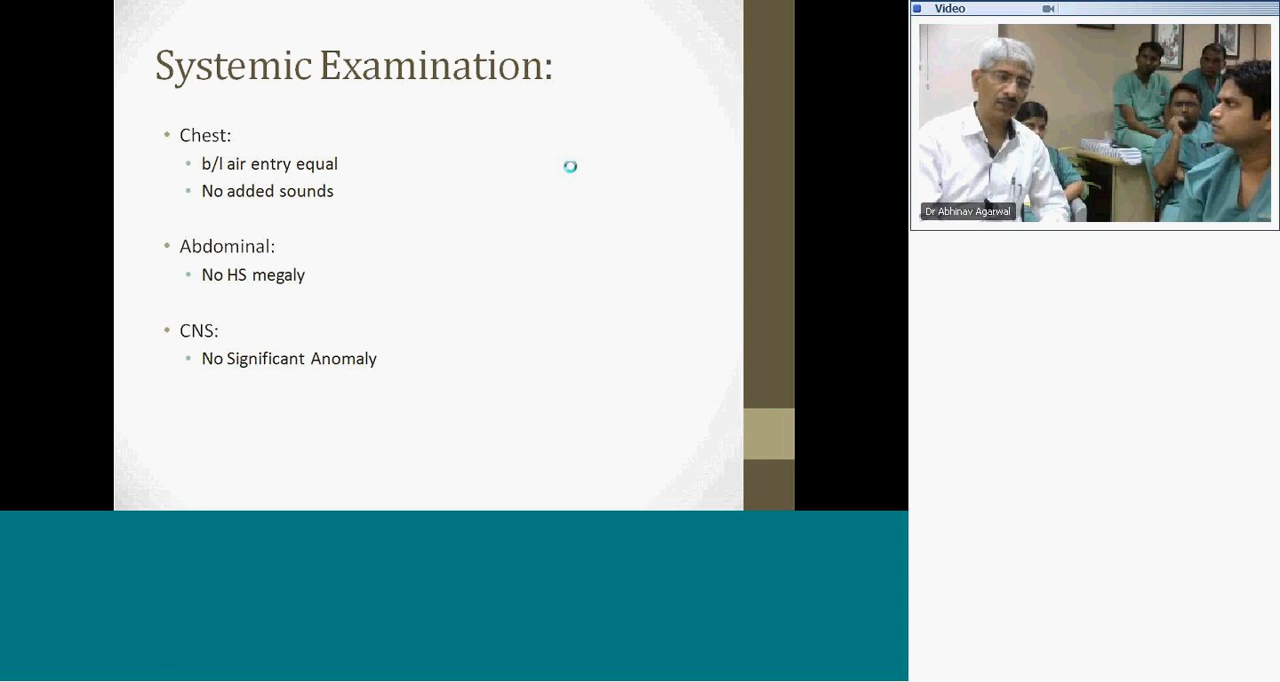 Systemic Examination:
• Chest:
• b/l air entry equal
• No added sounds
• Abdominal:
• No HS megaly
• CNS:
• No Significant Anomaly
Video
Dr Abhinav Agarwal